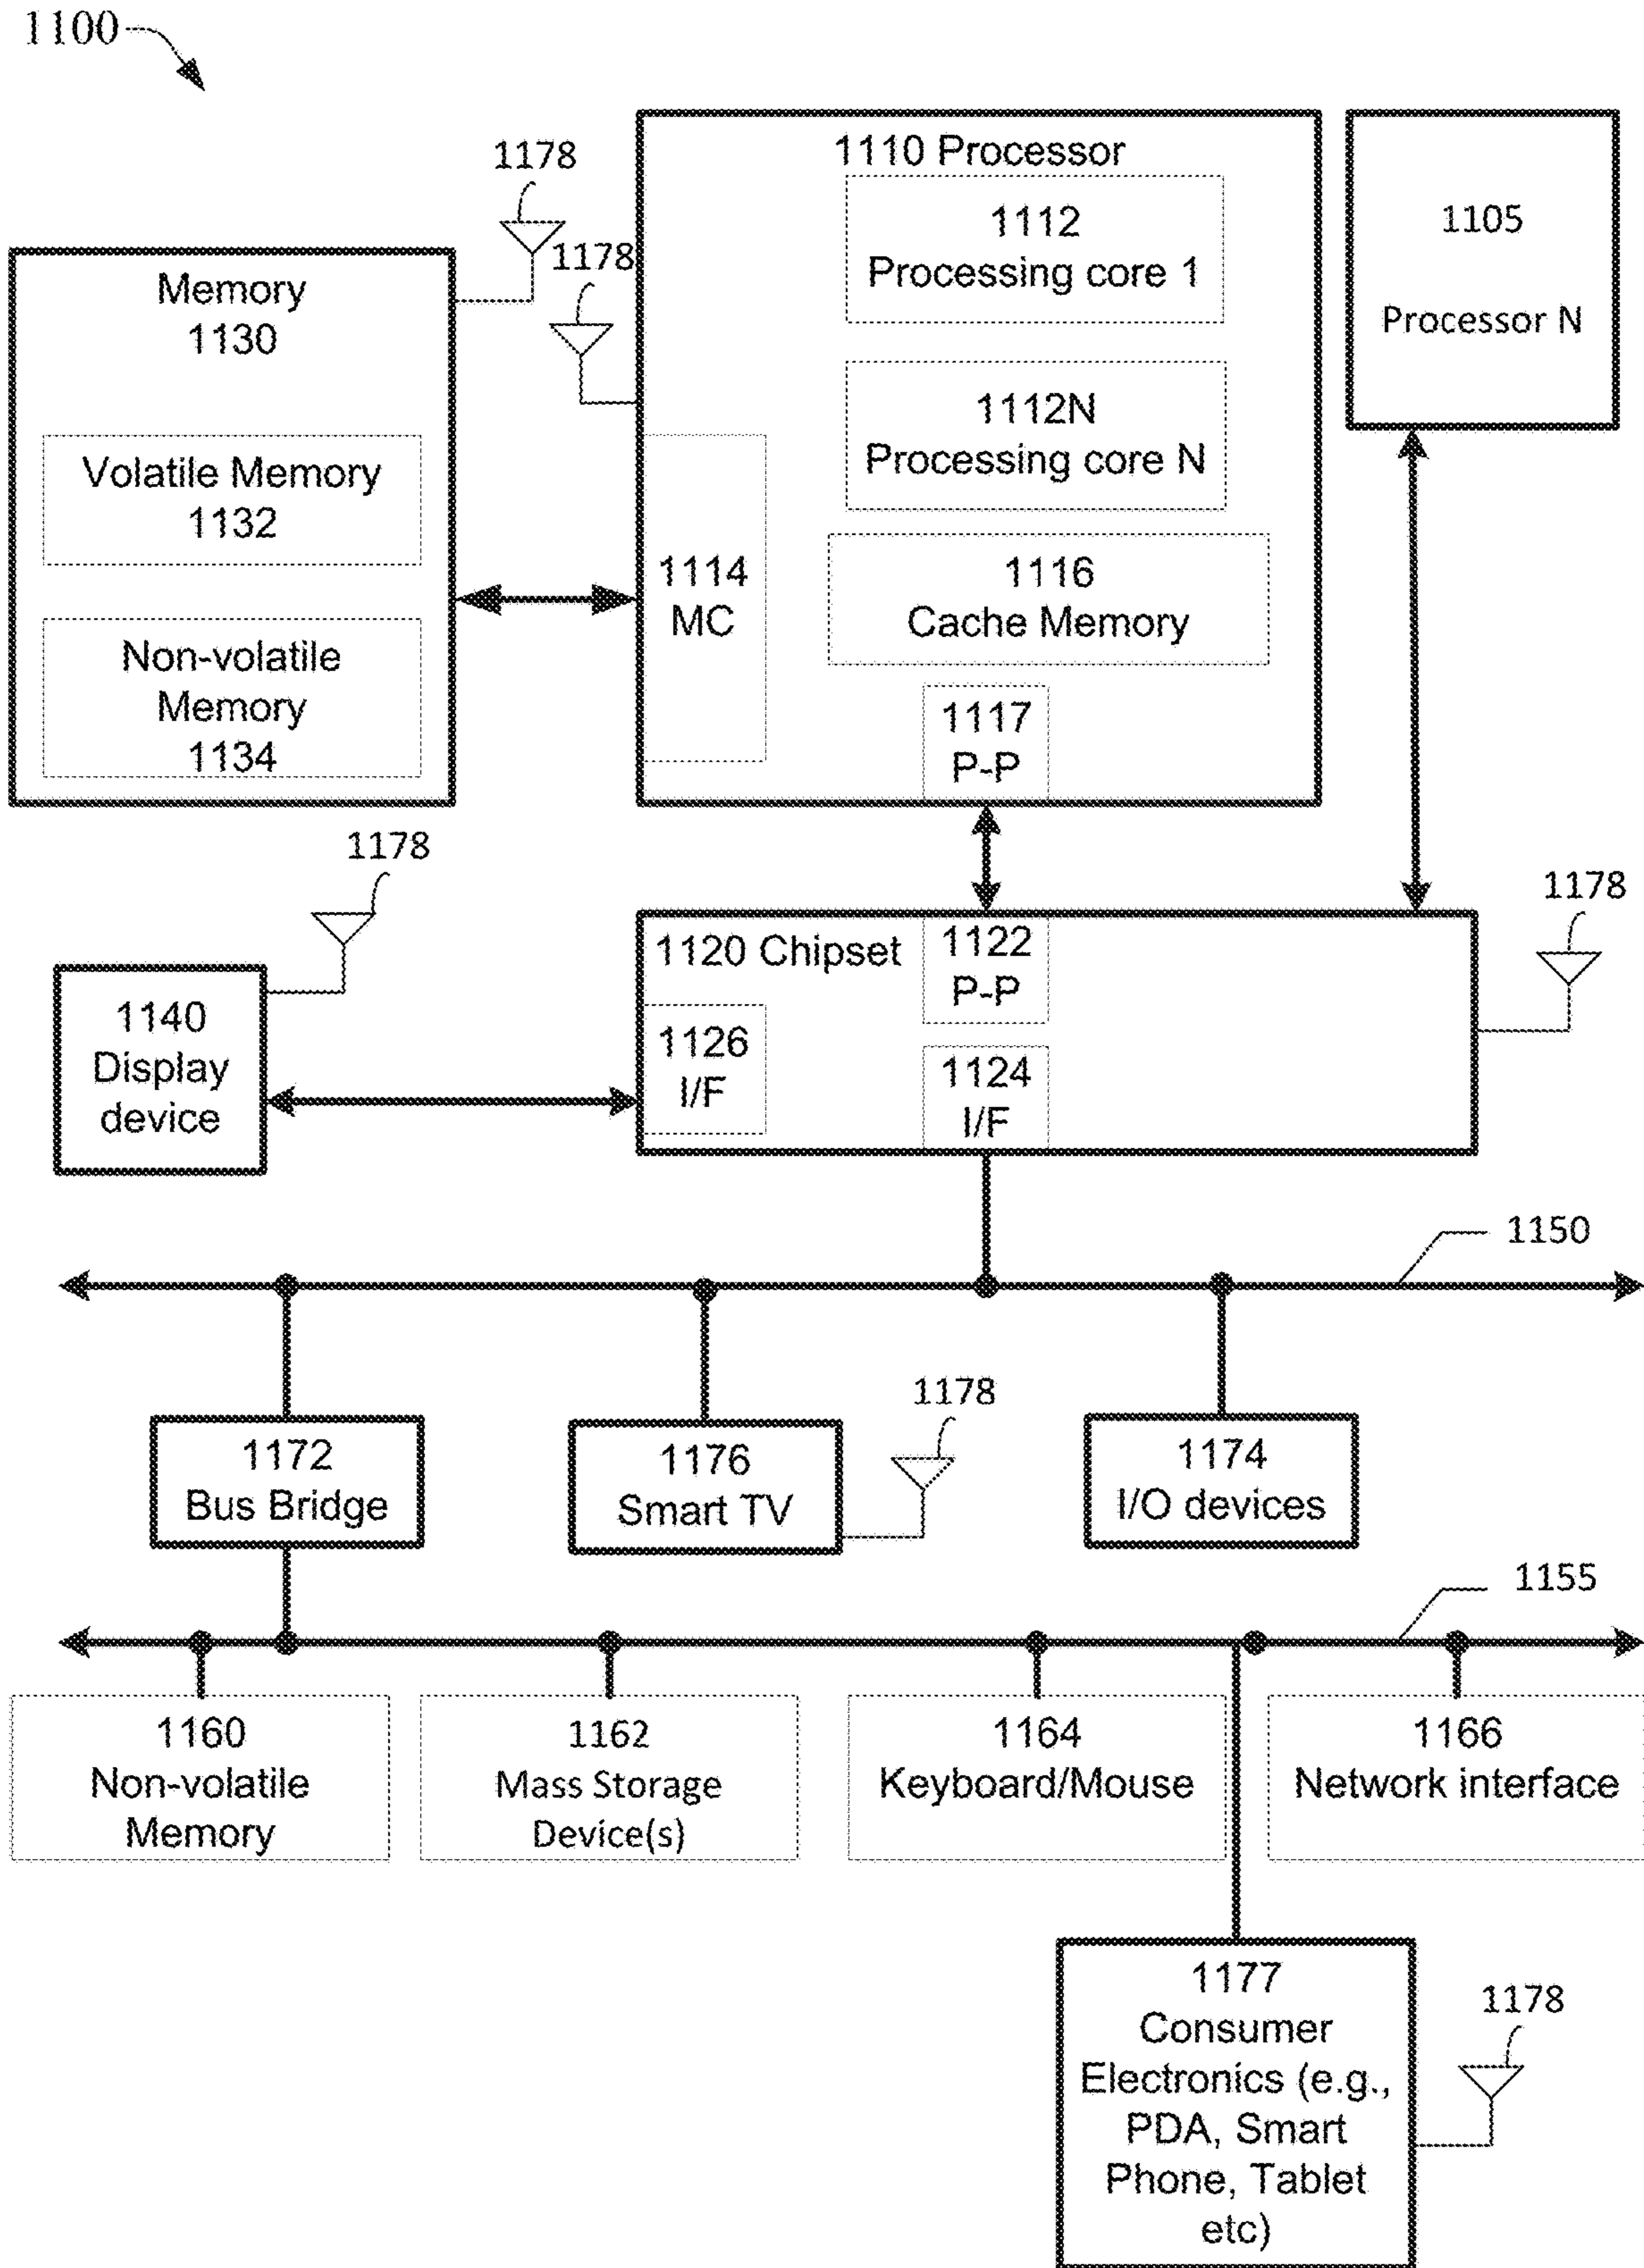 1100
1178
1178
1110 Processor
1112
Processing core 1
1112N
Processing core N
1114
MC
1116
Cache Memory
1117
P-P
1105
Processor N
Memory
1130
Volatile Memory
1132
Non-volatile
Memory
1134
1178
1140
Display
device
1120 Chipset
1122
P-P
1126
I/F
1124
I/F
1178
1150
1172
Bus Bridge
1176
Smart TV
1178
1174
I/O devices
1155
1160
Non-volatile
Memory
1162
Mass Storage
Device(s)
1164
Keyboard/Mouse
1166
Network interface
1177
Consumer
Electronics (e.g.,
PDA, Smart
Phone, Tablet
etc)
1178